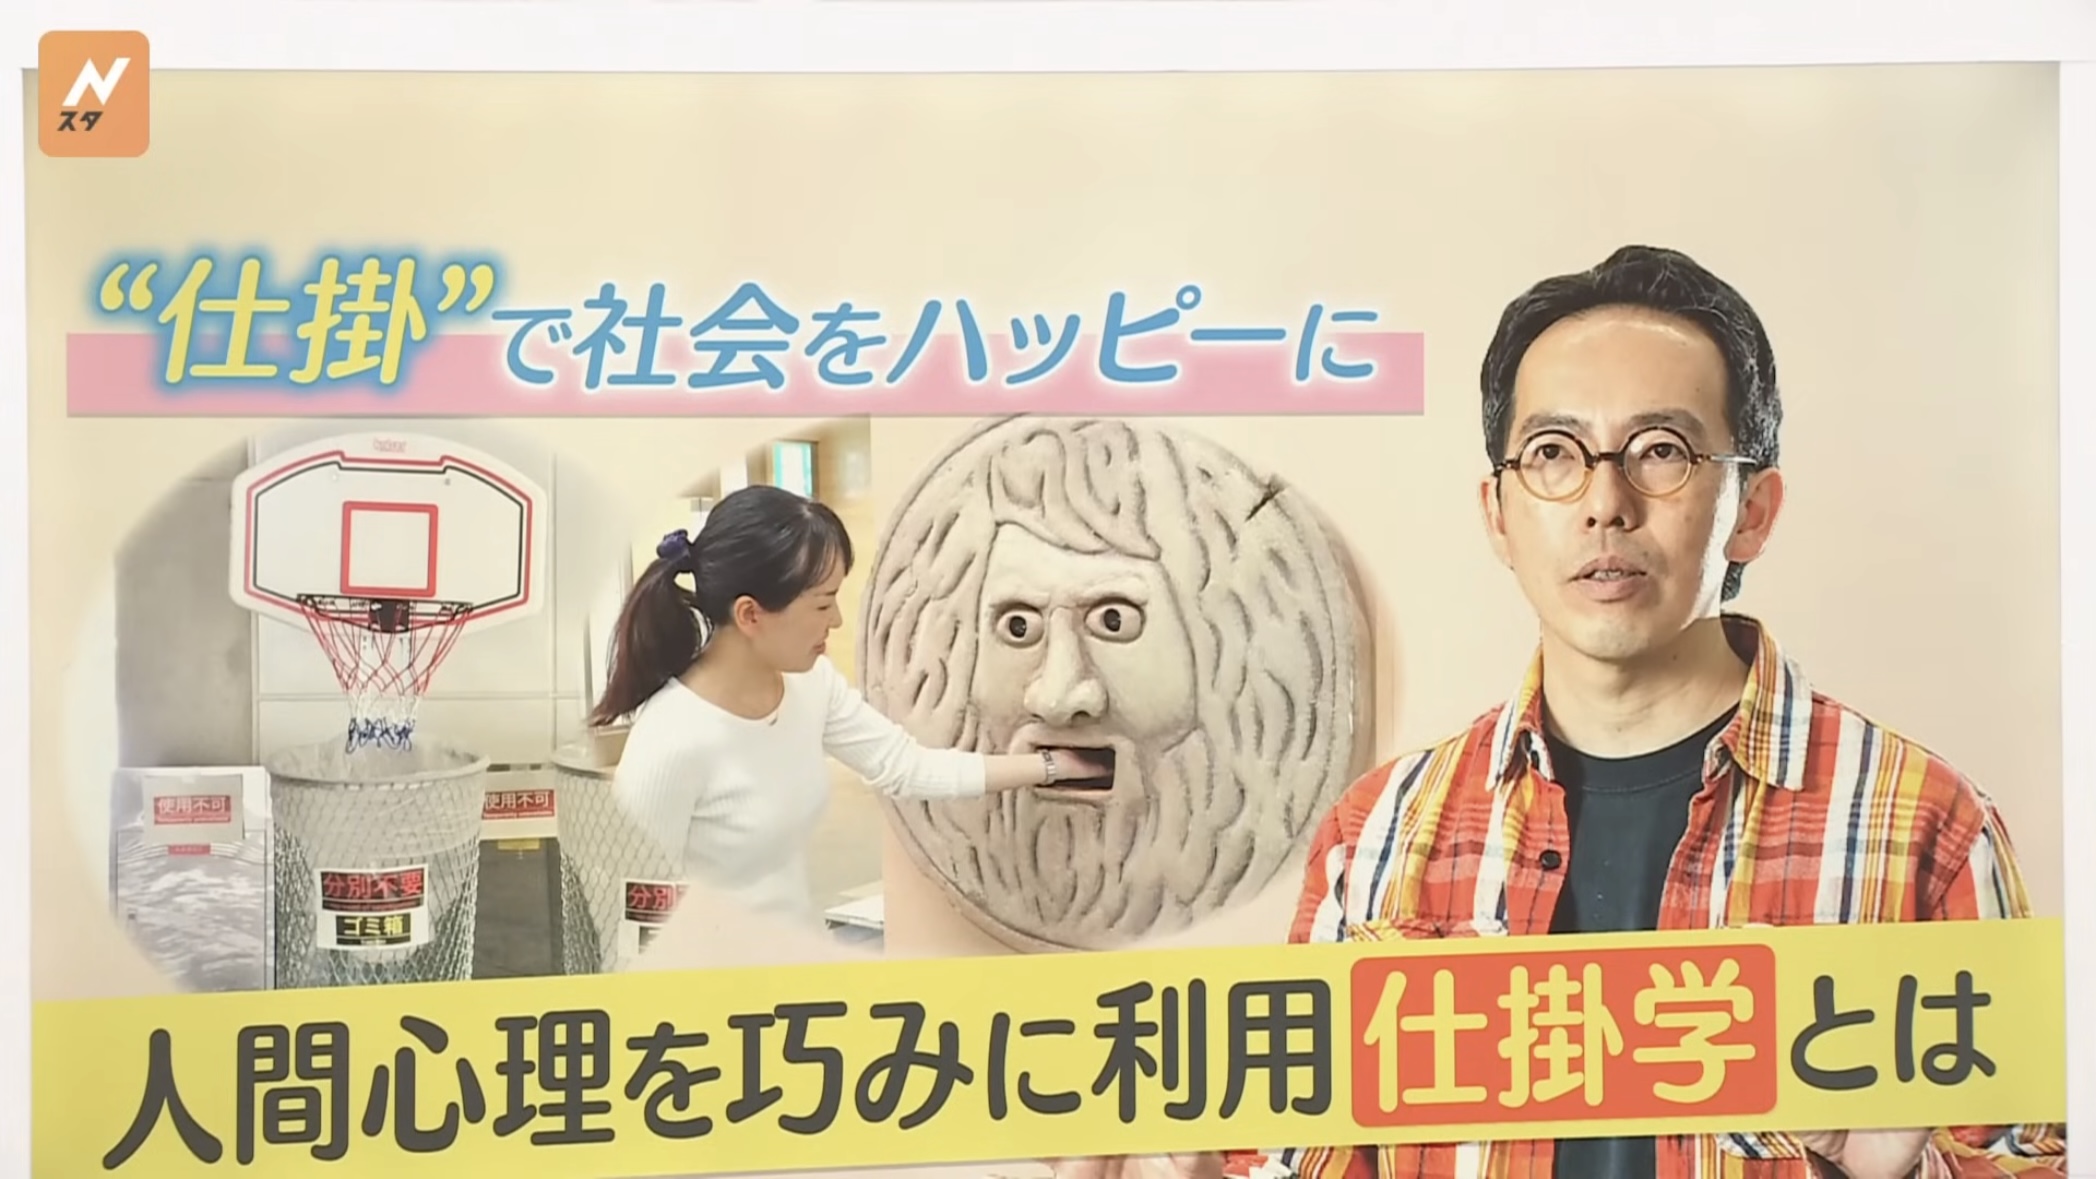 N
スタ
“仕掛”で社会をハッピーに
使用不可
使用不可
分別不要
ゴミ箱
分別
人間心理を巧みに利用 仕掛学とは